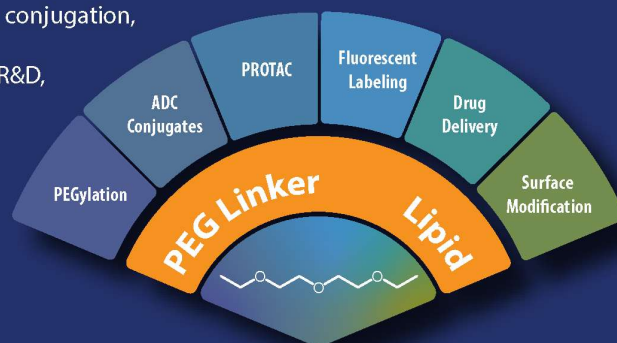 conjugation,
R&D,
PEGylation
ADC
Conjugates
PROTAC
Fluorescent
Labeling
Drug
Delivery
Surface
Modification
PEG Linker
Lipid
O
O
O